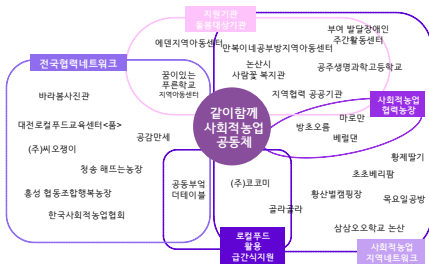 지원기관
돌봄대상기관
에덴지역아동센터
부여 발달장애인
주간활동센터
만복이네공부방지역아동센터
전국협력네트워크
꿈이있는
푸른학교
지역아동센터
논산시
사람꽃 복지관
공주생명과학고등학교
바라봄사진관
지역협력 공공기관
사회적농업
협력농장
같이함께
사회적농업
공동체
대전로컬푸드교육센터<품>
공감만세
방초오름
마로만
베럴댄
(주)씨오쟁이
황제딸기
청송 해뜨는농장
초초베리팜
공동부엌
더테이블
(주)코코미
황산벌캠핑장
홍성 협동조합행복농장
목요일공방
골라골라
한국사회적농업협회
삼삼오오학교 논산
로컬푸드
활용
급간식지원
사회적농업
지역네트워크